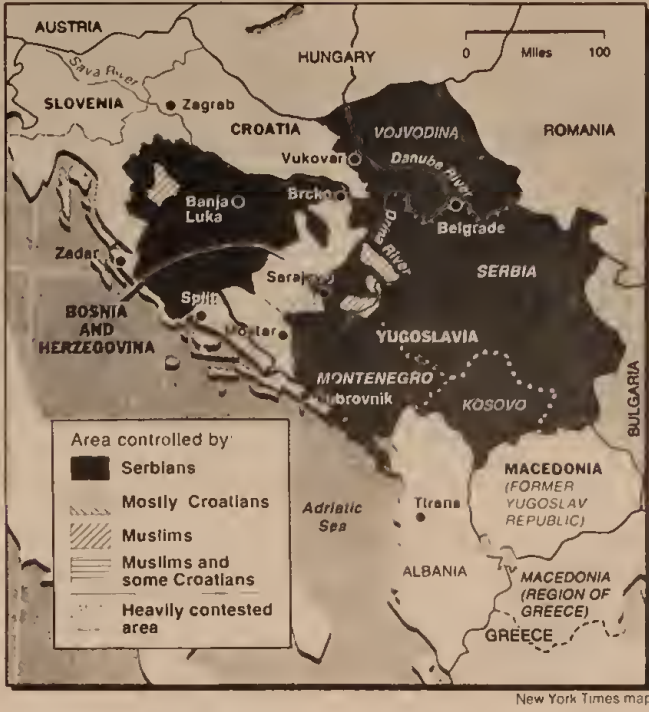 AUSTRIA
HUNGARY
0 Miles 100
Sava River
SLOVENIA
Zagrab
CROATIA
VOJVODINA
ROMANIA
Vukovar
Danube River
Banja
Luka
Brcko
Belgrade
Drina
River
Zadar
Sarajevo
SERBIA
BOSNIA
AND
HERZEGOVINA
Split
Mostar
YUGOSLAVIA
MONTENEGRO
KOSOVO
BULGARIA
Area controlled by:
Serbians
Mostly Croatians
Muslims
Muslims and
some Croatians
Heavily contested
area
Adriatic
Sea
Tirana
ALBANIA
MACEDONIA
(FORMER
YUGOSLAV
REPUBLIC)
MACEDONIA
(REGION OF
GREECE)
GREECE
New York Times map